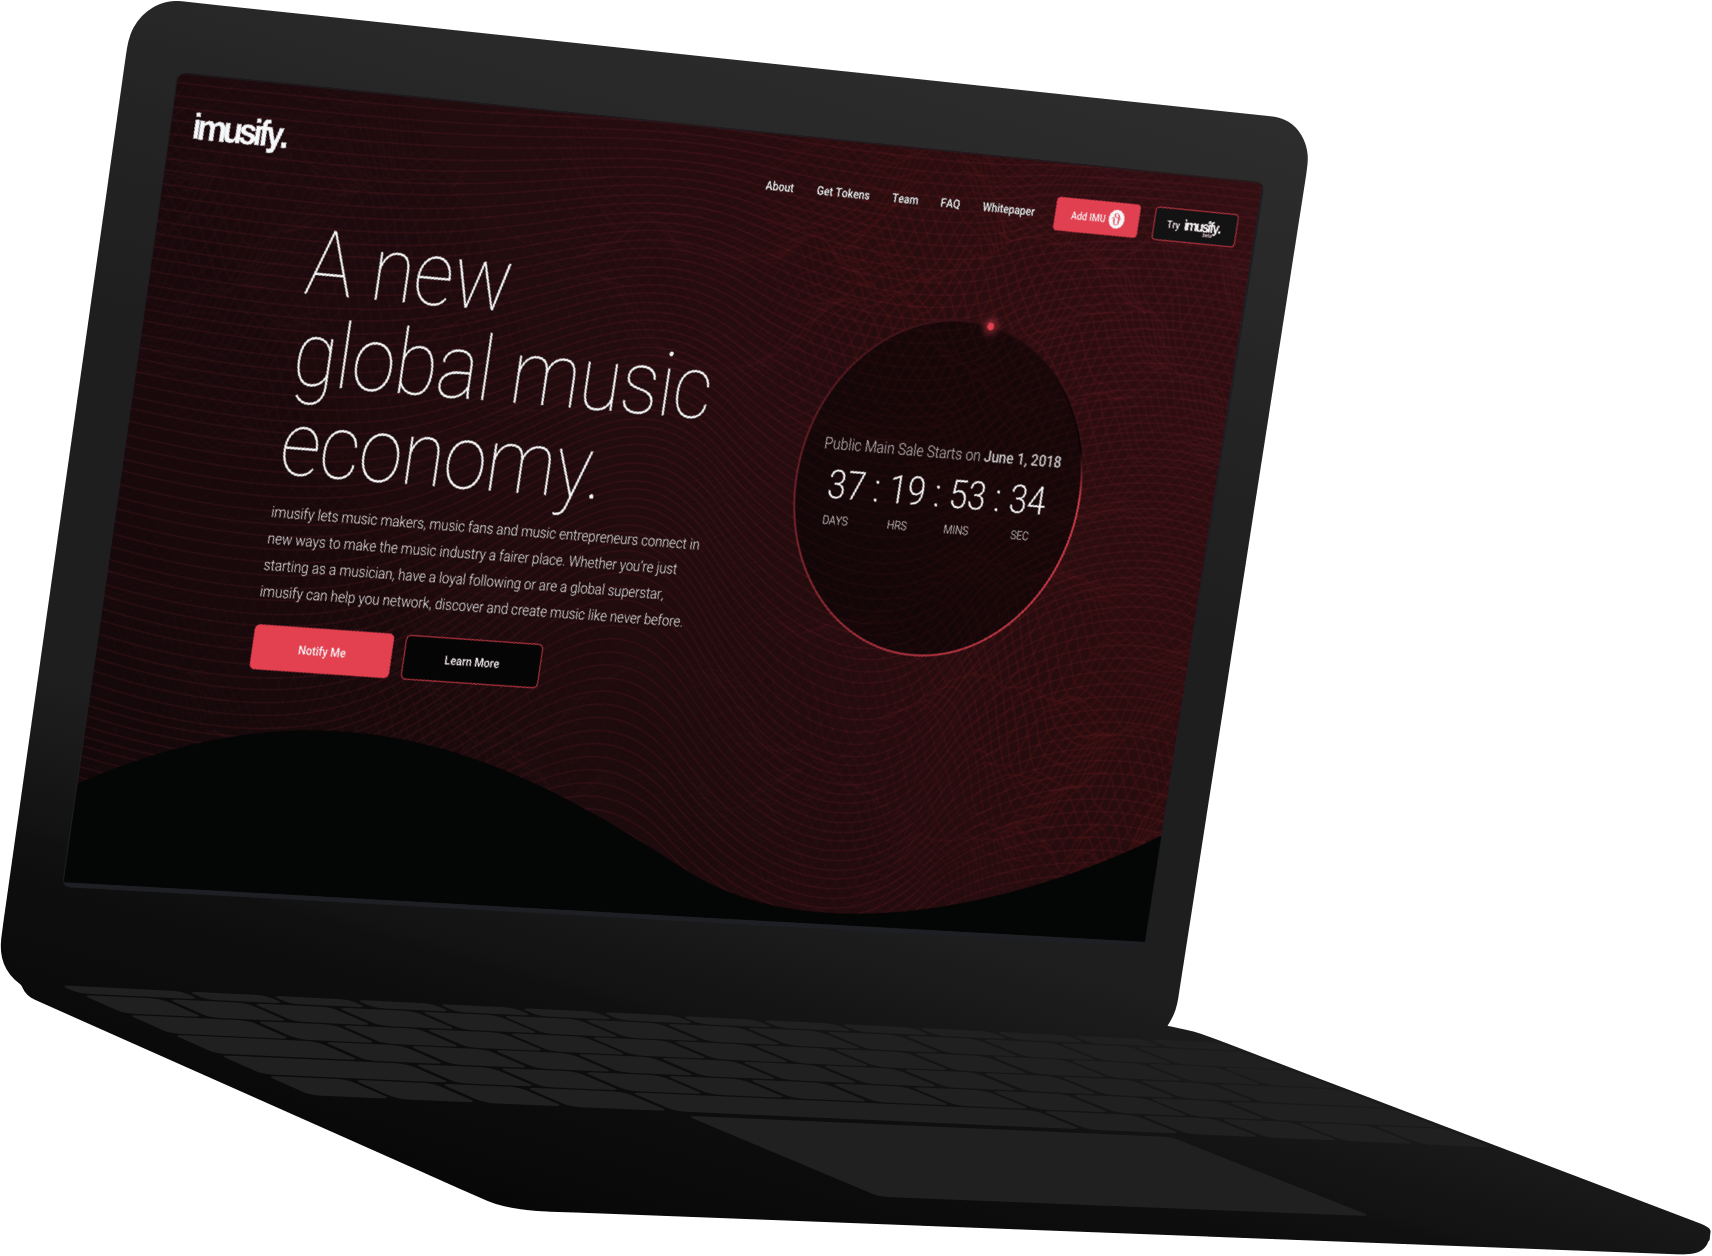 imusify.
About
Get Tokens
Team
FAQ
Whitepaper
Add IMU
Try imusify.
beta
A new
global music
economy.
imusify lets music makers, music fans and music entrepreneurs connect in
new ways to make the music industry a fairer place. Whether you're just
starting as a musician, have a loyal following or are a global superstar,
imusify can help you network, discover and create music like never before.
Notify Me
Learn More
Public Main Sale Starts on June 1, 2018
37 : 19 : 53 : 34
DAYS HRS MINS SEC